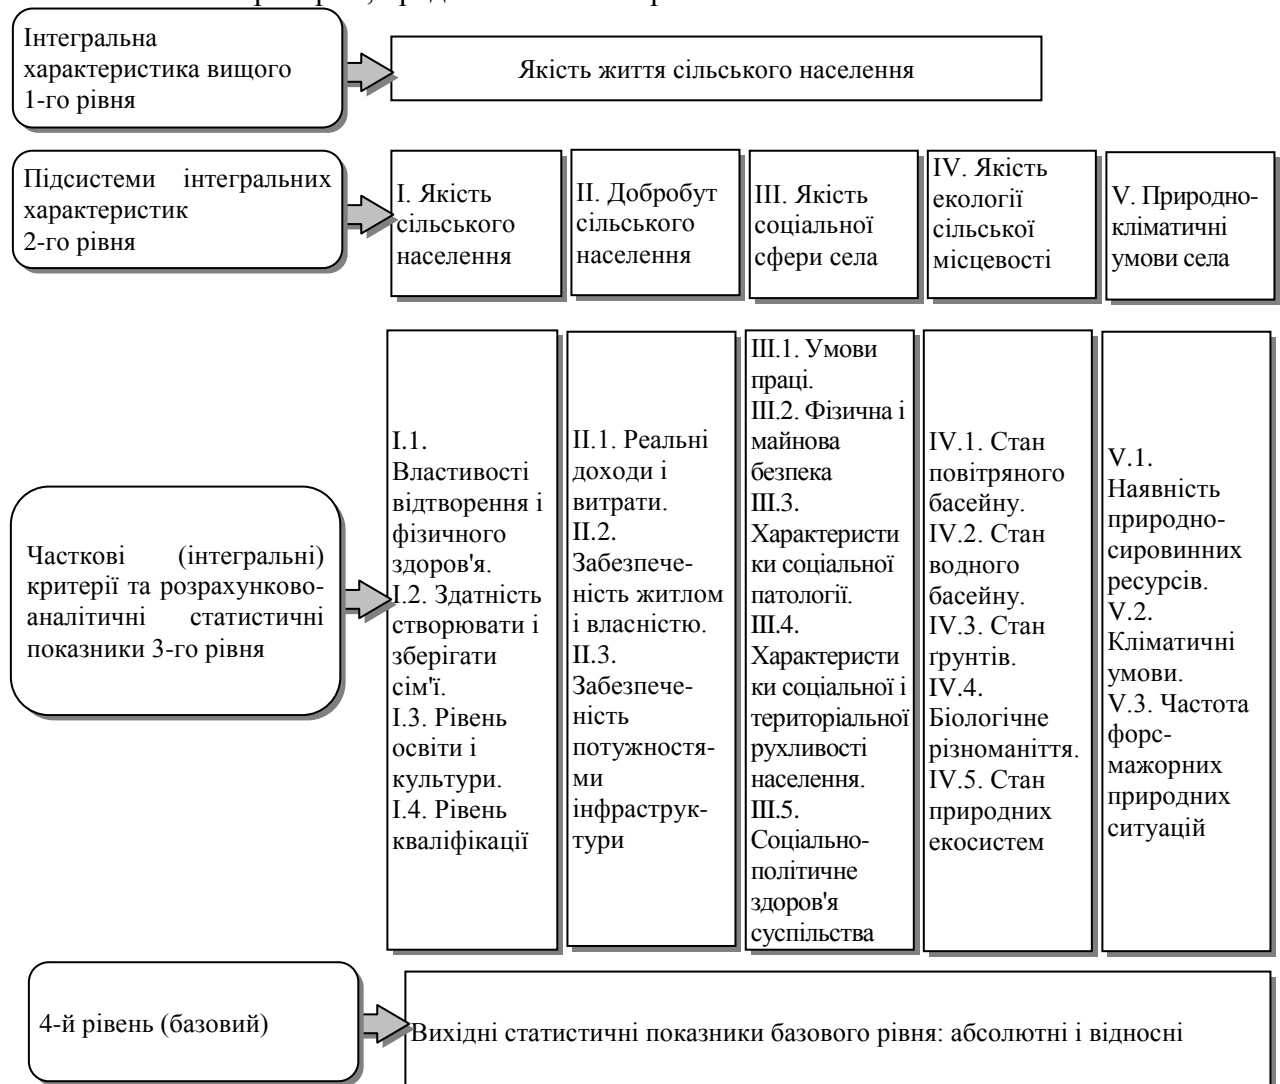 Інтегральна
характеристика вищого
1-го рівня
Якість життя сільського населення
Підсистеми інтегральних
характеристик
2-го рівня
I. Якість
сільського
населення
II. Добробут
сільського
населення
III. Якість
соціальної
сфери села
IV. Якість
екології
сільської
місцевості
V. Природно-
кліматичні
умови села
Часткові (інтегральні)
критерії та розрахунково-
аналітичні статистичні
показники 3-го рівня
I.1.
Властивості
відтворення і
фізичного
здоров'я.
I.2. Здатність
створювати і
зберігати
сім'ї.
I.3. Рівень
освіти і
культури.
I.4. Рівень
кваліфікації
II.1. Реальні
доходи і
витрати.
II.2.
Забезпече-
ність житлом
і власністю.
II.3.
Забезпече-
ність
потужностя-
ми
інфраструк-
тури
III.1. Умови
праці.
III.2. Фізична і
майнова
безпека
III.3.
Характеристи
ки соціальної
патології.
III.4.
Характеристи
ки соціальної і
територіальної
рухливості
населення.
III.5.
Соціально-
політичне
здоров'я
суспільства
IV.1. Стан
повітряного
басейну.
IV.2. Стан
водного
басейну.
IV.3. Стан
ґрунтів.
IV.4.
Біологічне
різноманіття.
IV.5. Стан
природних
екосистем
V.1.
Наявність
природно-
сировинних
ресурсів.
V.2.
Кліматичні
умови.
V.3. Частота
форс-
мажорних
природних
ситуацій
4-й рівень (базовий)
Вихідні статистичні показники базового рівня: абсолютні і відносні